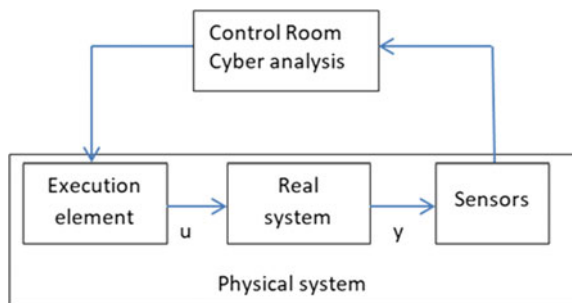 Control Room
Cyber analysis
Execution
element
u
Real
system
y
Sensors
Physical system